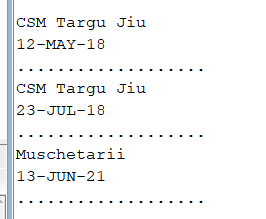 CSM Targu Jiu
12-MAY-18
...................
CSM Targu Jiu
23-JUL-18
...................
Muschetarii
13-JUN-21
...................